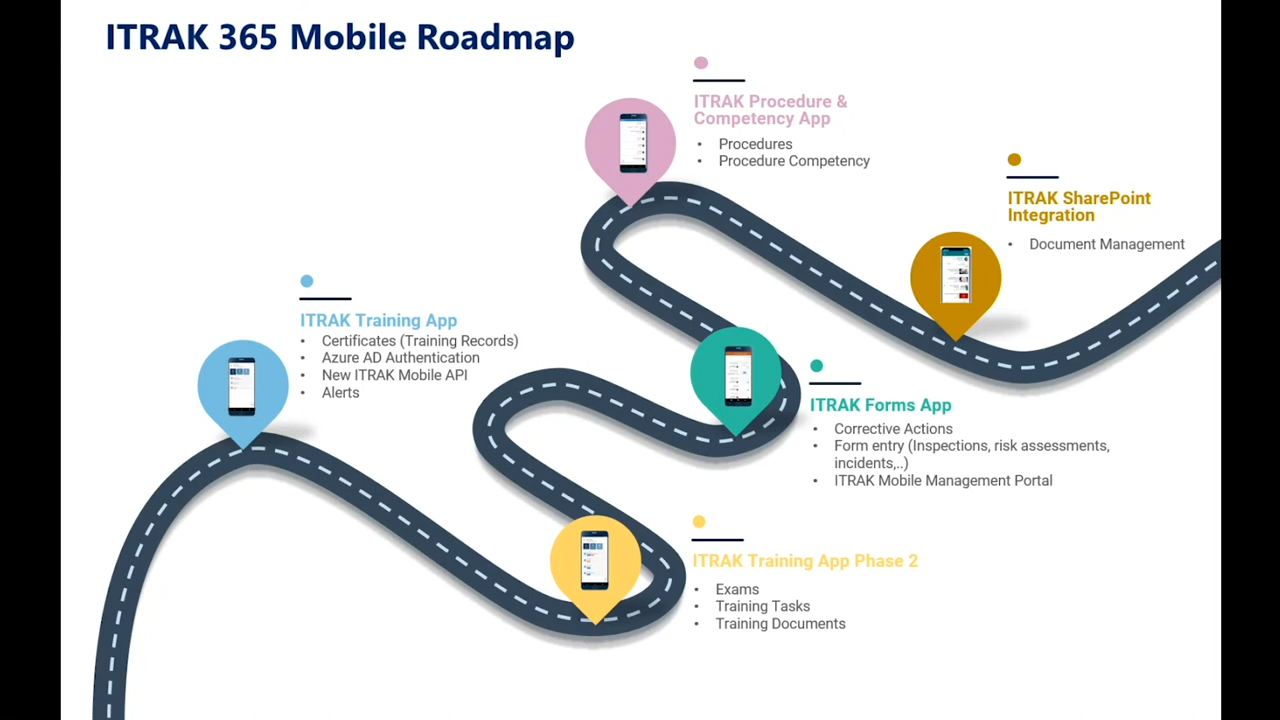 ITRAK 365 Mobile Roadmap
ITRAK Procedure &
Competency App
• Procedures
• Procedure Competency
ITRAK SharePoint
Integration
• Document Management
ITRAK Training App
• Certificates (Training Records)
• Azure AD Authentication
• New ITRAK Mobile API
• Alerts
ITRAK Forms App
• Corrective Actions
• Form entry (Inspections, risk assessments,
incidents,..)
• ITRAK Mobile Management Portal
ITRAK Training App Phase 2
• Exams
• Training Tasks
• Training Documents